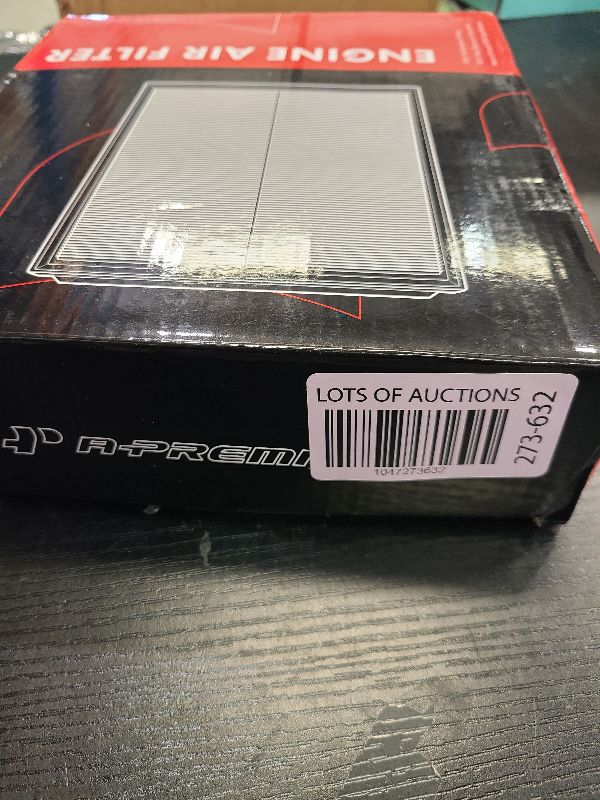 ENGINE AIR FILTER
A-PREMI
LOTS OF AUCTIONS
1047273632
273-632